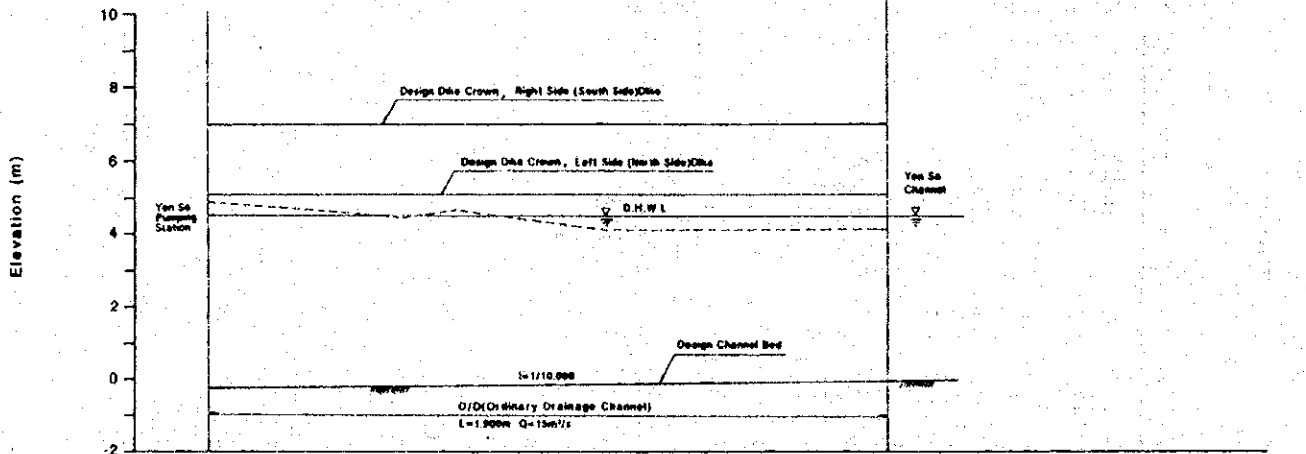 10
8
6
4
2
0
-2
Elevation (m)
Design Dike Crown, Right Side (South Side)Dike
Design Dike Crown, Left Side (North Side)Dike
Yen So
Pumping
Station
D.H.W.L
Yen So
Channel
Design Channel Bed
I=1/10,000
O/D(Ordinary Drainage Channel)
L=1,900m Q=15m³/s